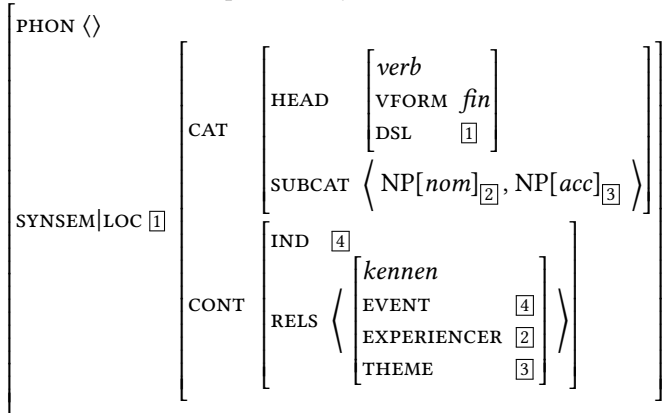 PHON ⟨⟩
SYNSEM|LOC 1
CAT
HEAD
verb
VFORM fin
DSL 1
SUBCAT ⟨ NP[nom]2, NP[acc]3 ⟩
CONT
IND 4
RELS ⟨
kennen
EVENT 4
EXPERIENCER 2
THEME 3
⟩